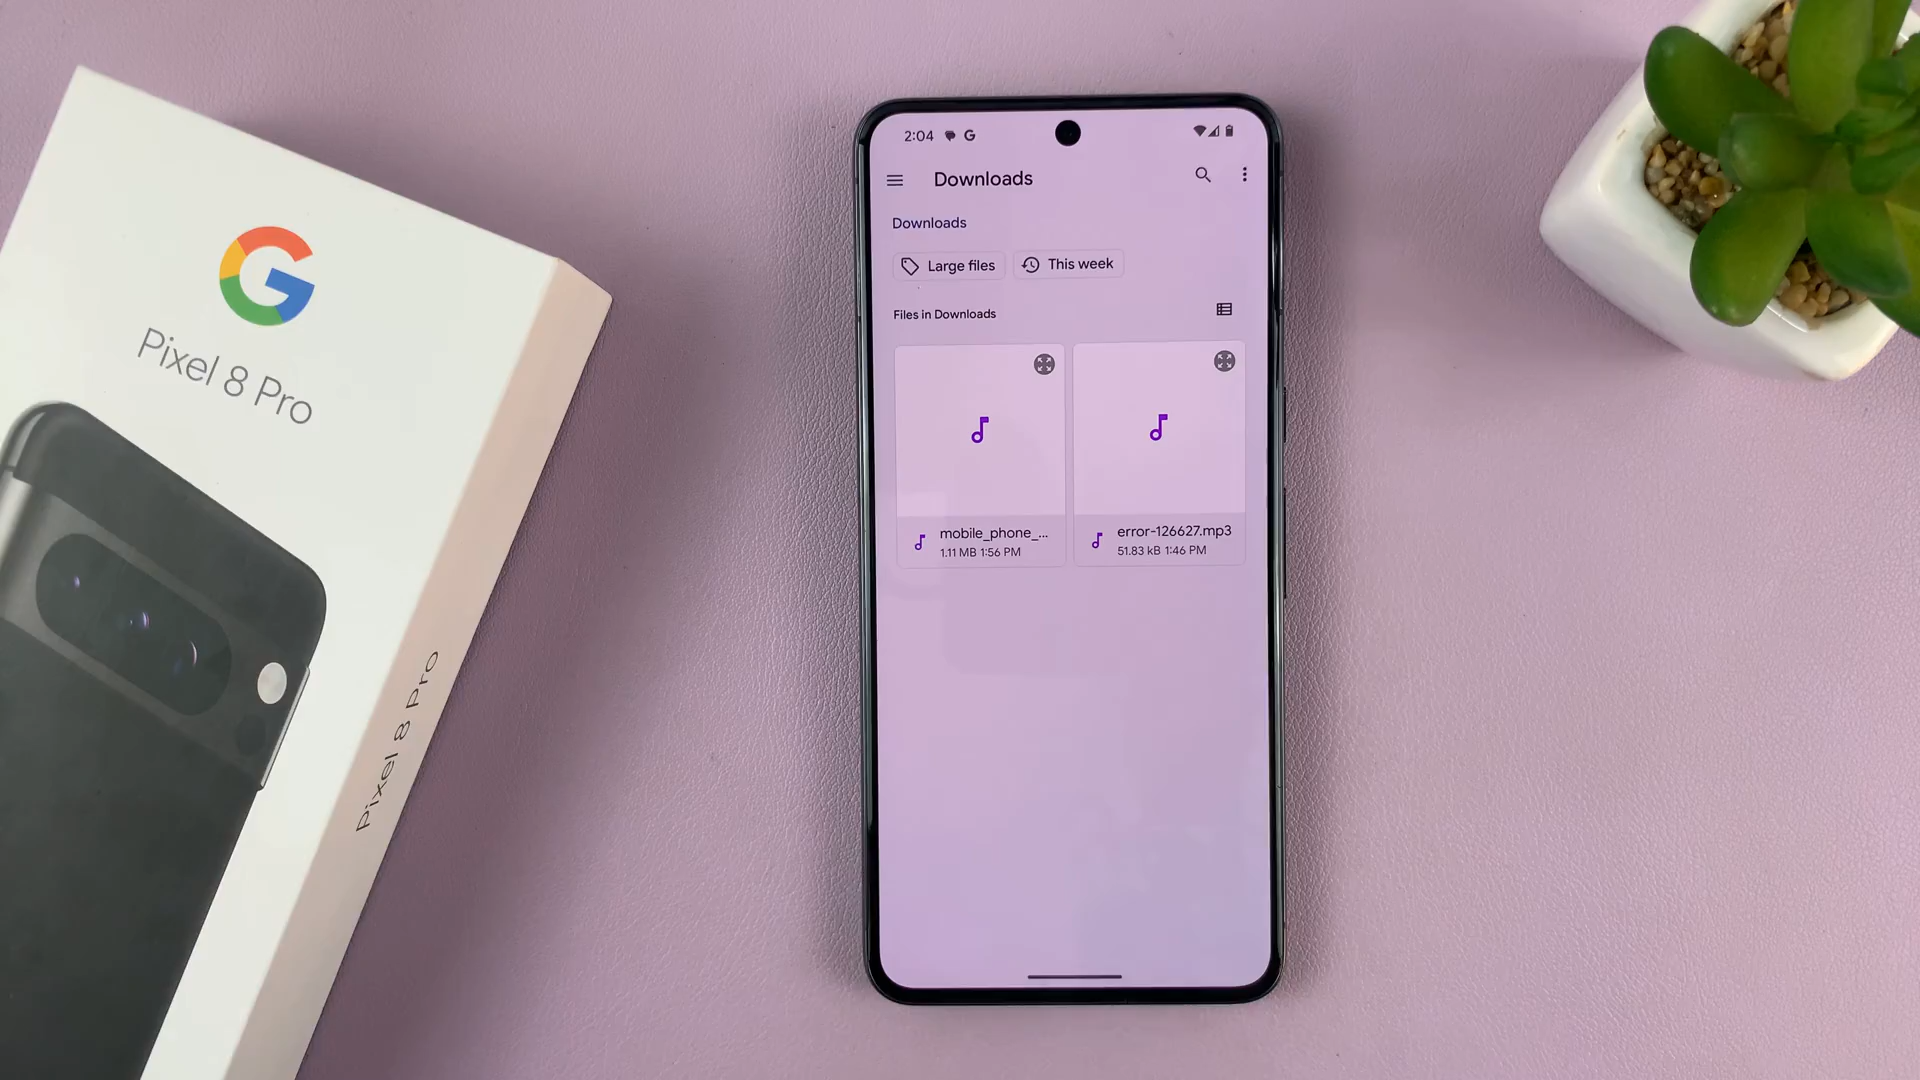 Pixel 8 Pro
Pixel 8 Pro
2:04 G
Downloads
Downloads
Large files
This week
Files in Downloads
mobile_phone_...
1.11 MB 1:56 PM
error-126627.mp3
51.83 kB 1:46 PM